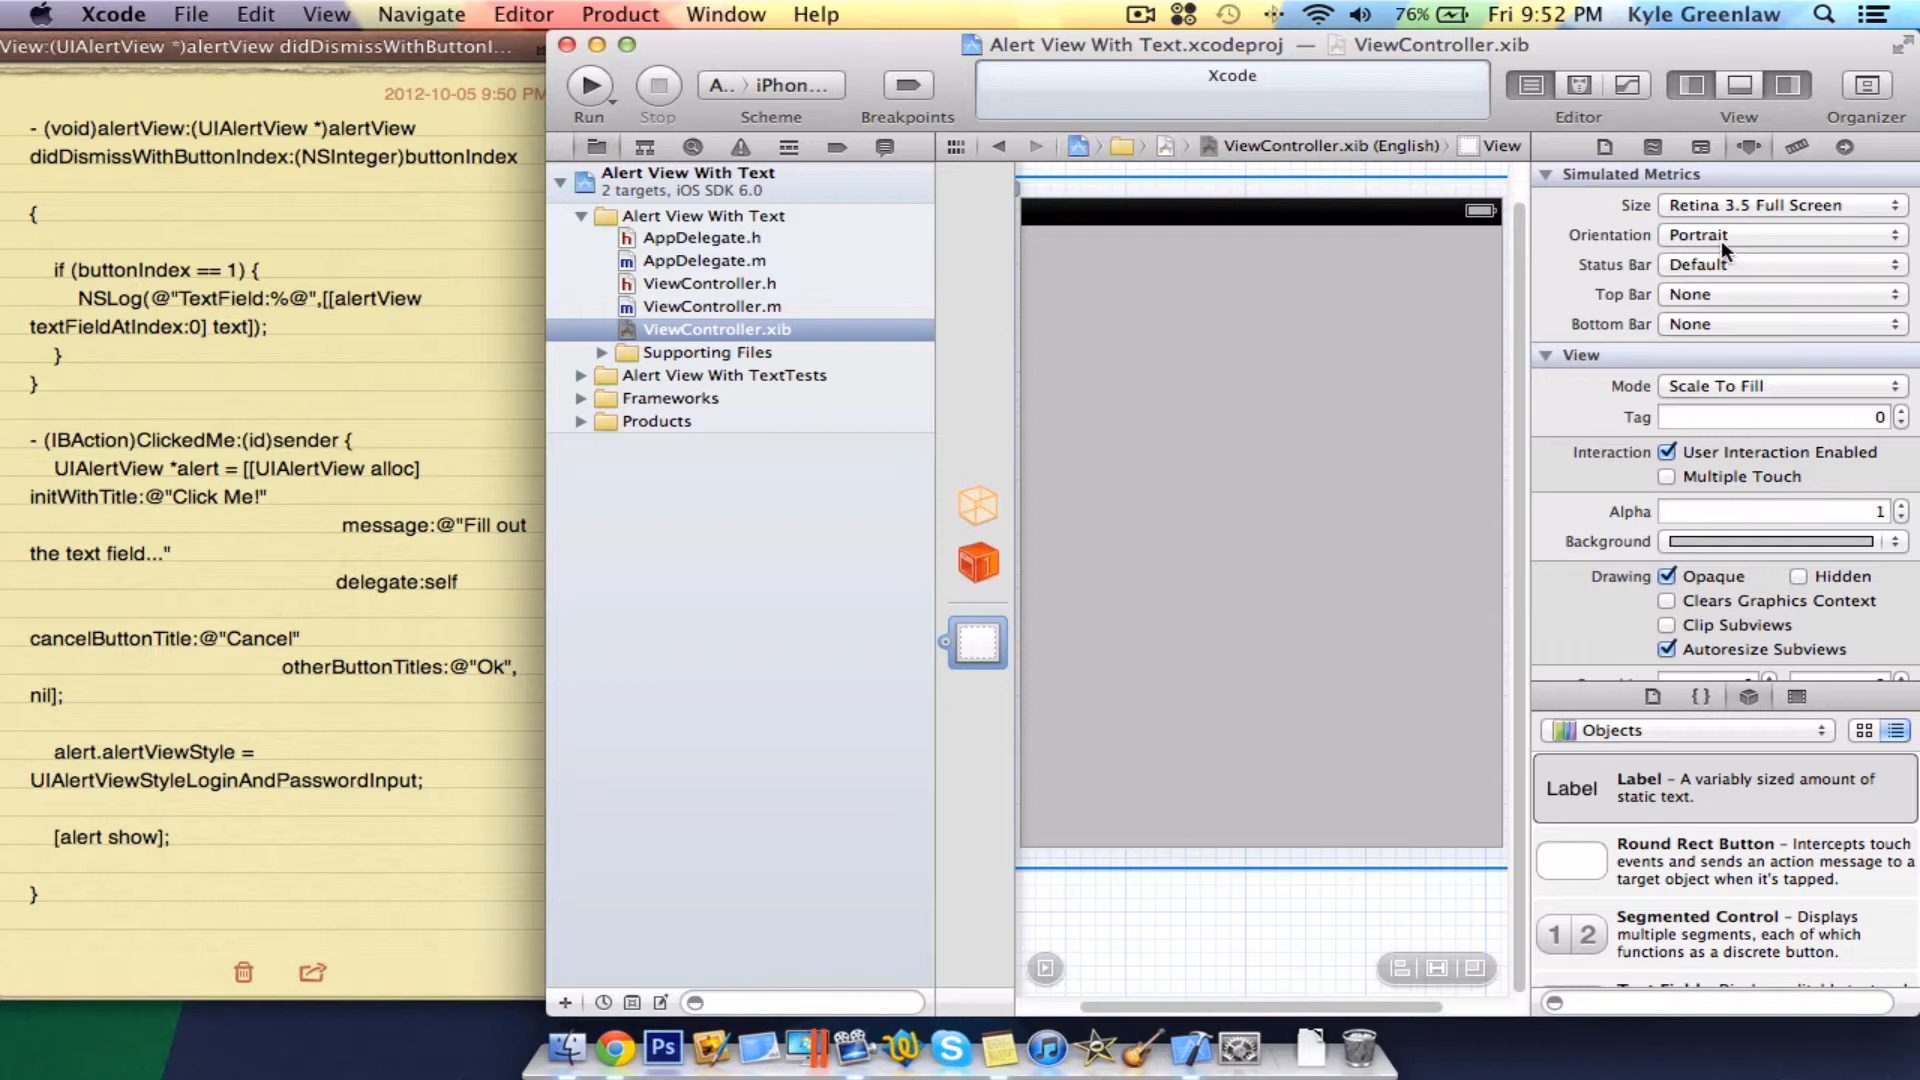 Xcode File Edit View Navigate Editor Product Window Help 76% Fri 9:52 PM Kyle Greenlaw
View:(UIAlertView *)alertView didDismissWithButtonI...
2012-10-05 9:50 PM
- (void)alertView:(UIAlertView *)alertView
didDismissWithButtonIndex:(NSInteger)buttonIndex
{
if (buttonIndex == 1) {
NSLog(@"TextField:%@",[[alertView
textFieldAtIndex:0] text]);
}
}
- (IBAction)ClickedMe:(id)sender {
UIAlertView *alert = [[UIAlertView alloc]
initWithTitle:@"Click Me!"
message:@"Fill out
the text field..."
delegate:self
cancelButtonTitle:@"Cancel"
otherButtonTitles:@"Ok",
nil];
alert.alertViewStyle =
UIAlertViewStyleLoginAndPasswordInput;
[alert show];
}
Alert View With Text.xcodeproj — ViewController.xib
A.. iPhon... Xcode
Run Stop Scheme Breakpoints Editor View Organizer
ViewController.xib (English) View
Alert View With Text
2 targets, iOS SDK 6.0
Alert View With Text
AppDelegate.h
AppDelegate.m
ViewController.h
ViewController.m
ViewController.xib
Supporting Files
Alert View With TextTests
Frameworks
Products
Simulated Metrics
Size Retina 3.5 Full Screen
Orientation Portrait
Status Bar Default
Top Bar None
Bottom Bar None
View
Mode Scale To Fill
Tag 0
Interaction User Interaction Enabled
Multiple Touch
Alpha 1
Background
Drawing Opaque Hidden
Clears Graphics Context
Clip Subviews
Autoresize Subviews
{ }
Objects
Label Label - A variably sized amount of
static text.
Round Rect Button - Intercepts touch
events and sends an action message to a
target object when it's tapped.
1 2 Segmented Control - Displays
multiple segments, each of which
functions as a discrete button.
Ps